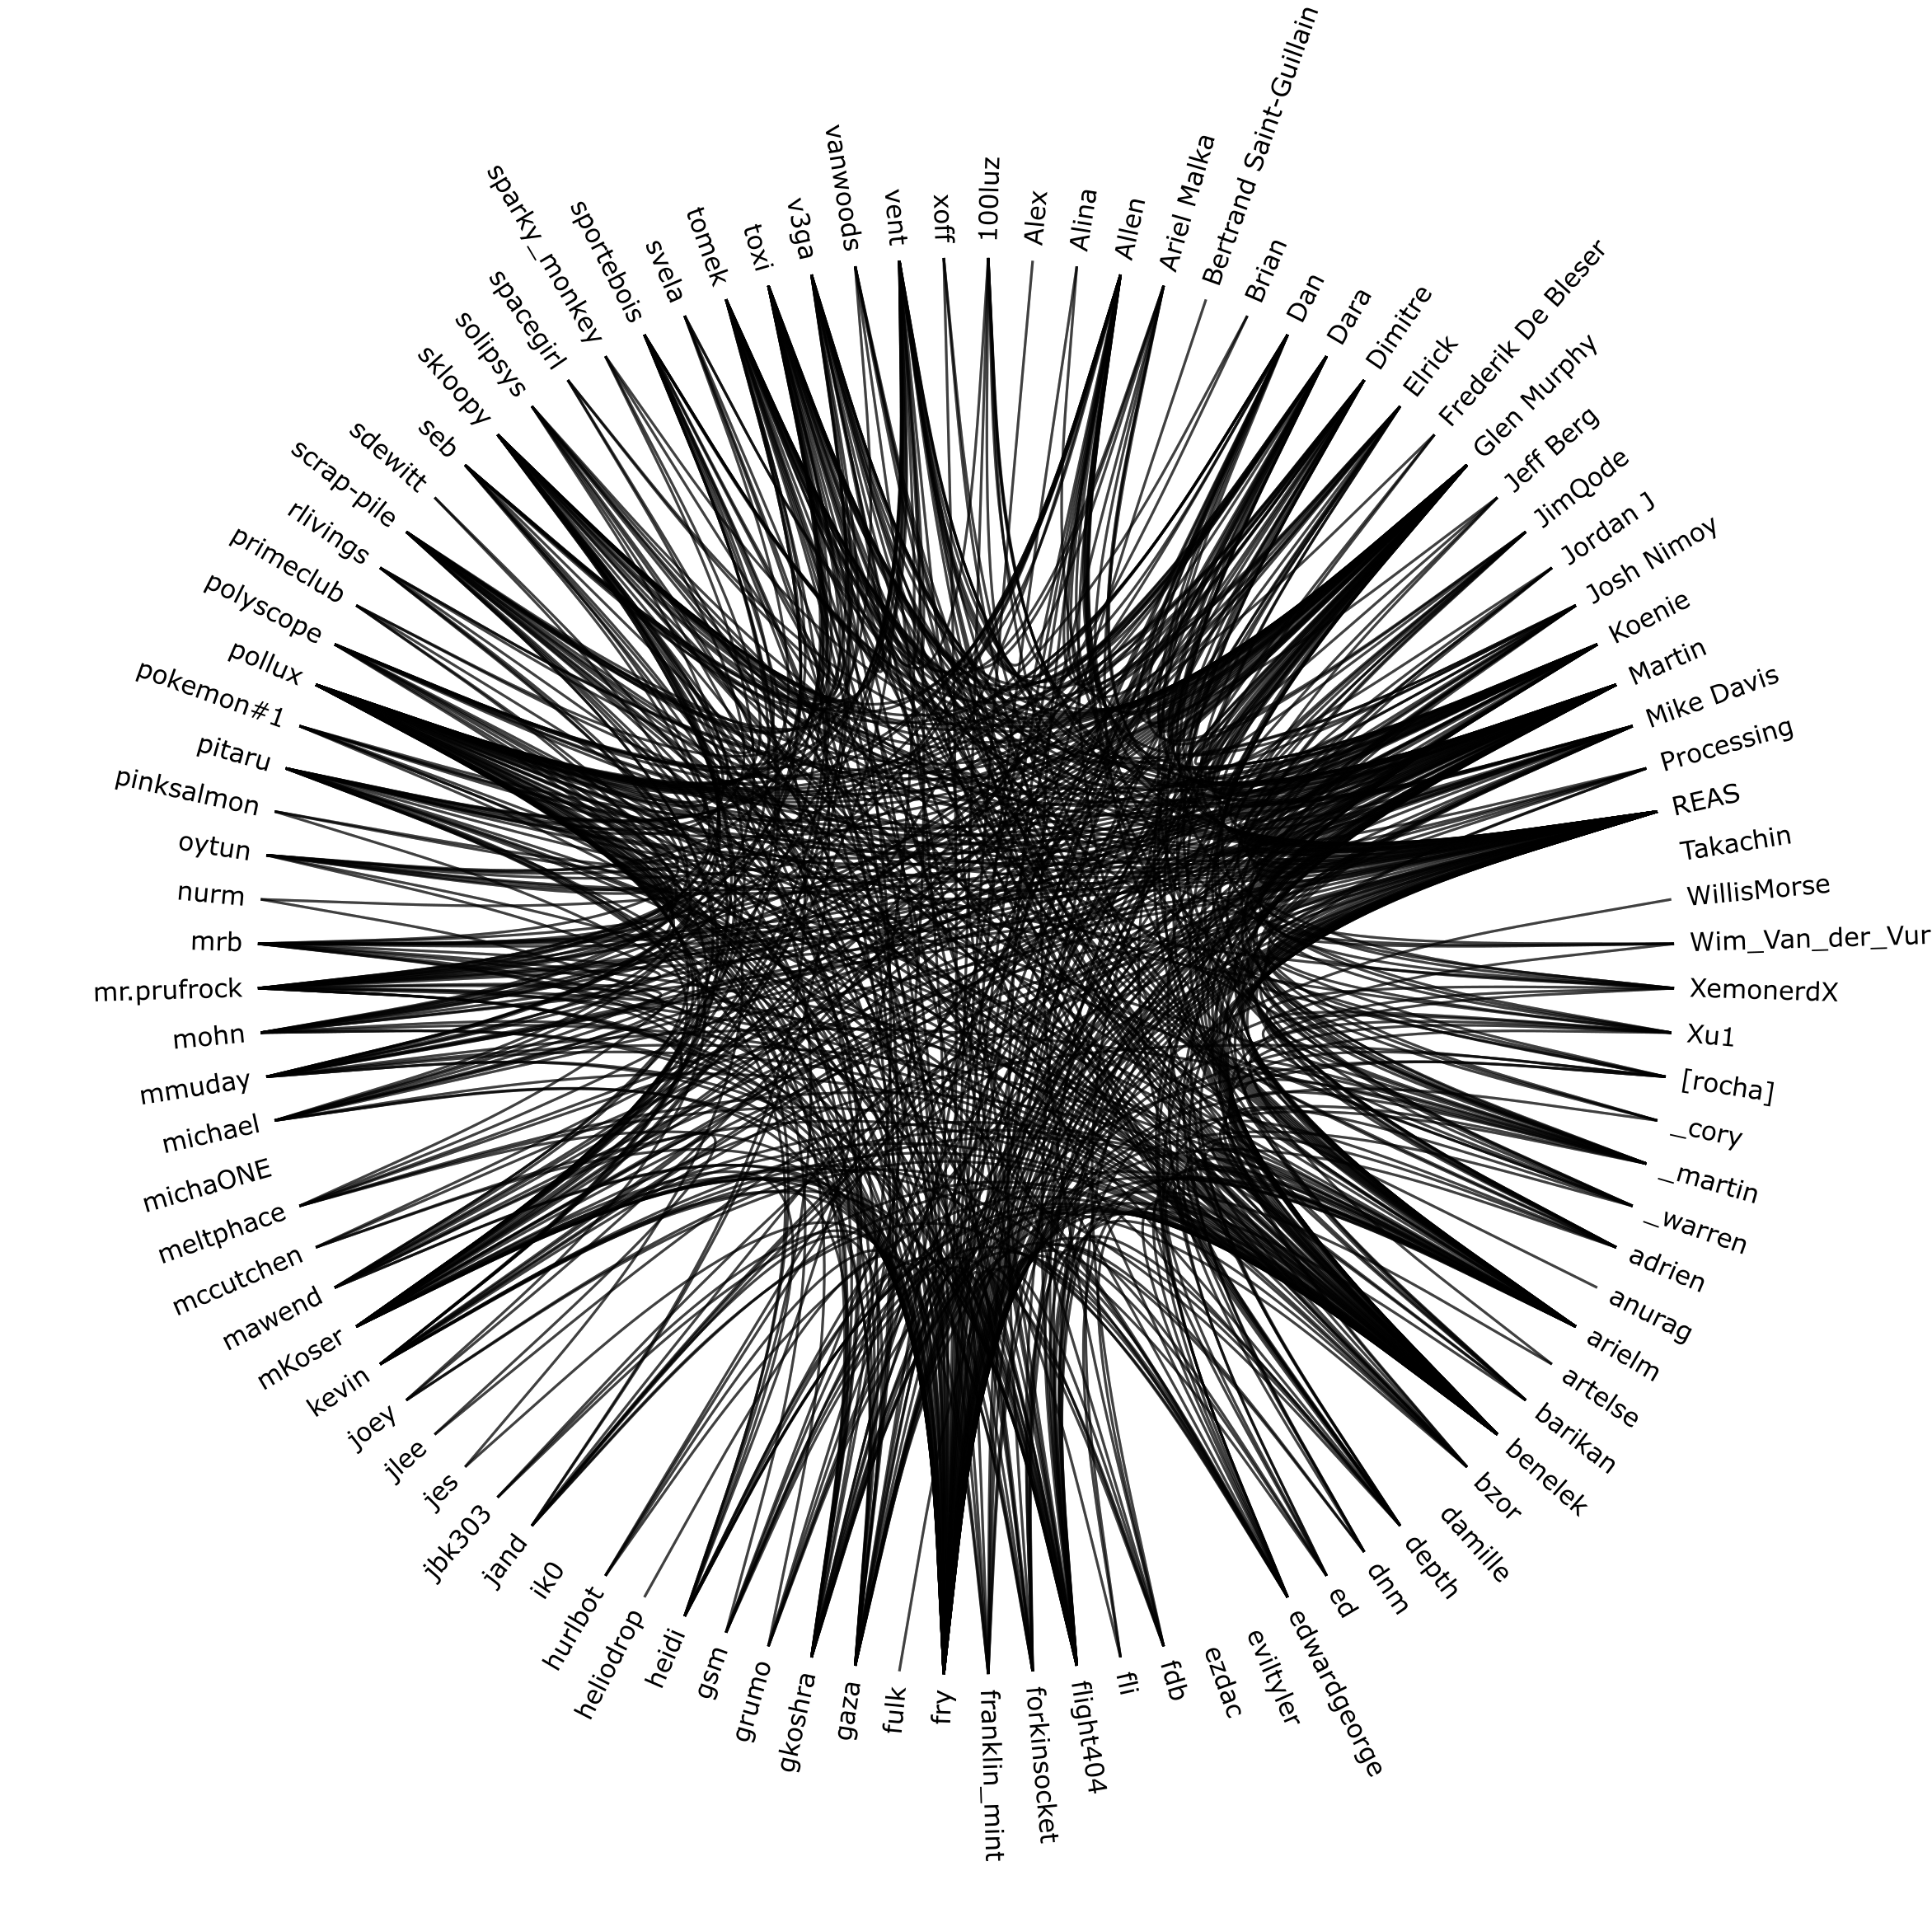 100luz
Alex
Alina
Allen
Ariel Malka
Bertrand Saint-Guillain
Brian
Dan
Dara
Dimitre
Elrick
Frederik De Bleser
Glen Murphy
Jeff Berg
JimQode
Jordan J
Josh Nimoy
Koenie
Martin
Mike Davis
Processing
REAS
Takachin
WillisMorse
Wim_Van_der_Vur
XemonerdX
Xu1
[rocha]
_cory
_martin
_warren
adrien
anurag
arielm
artelse
barikan
benelek
bzor
damille
depth
dnm
ed
edwardgeorge
eviltyler
ezdac
fdb
fli
flight404
forkinsocket
franklin_mint
fry
fulk
gaza
gkoshra
grumo
gsm
heidi
heliodrop
hurlbot
ik0
jand
jbk303
jes
jlee
joey
kevin
mKoser
mawend
mccutchen
meltphace
michaONE
michael
mmuday
mohn
mr.prufrock
mrb
nurm
oytun
pinksalmon
pitaru
pokemon#1
pollux
polyscope
primeclub
rlivings
scrap-pile
sdewitt
seb
skloopy
solipsys
spacegirl
sparky_monkey
sportebois
svela
tomek
toxi
v3ga
vanwoods
vent
xoff